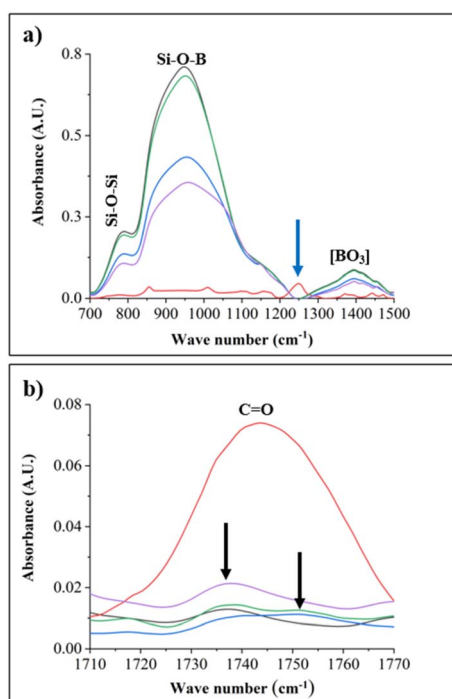 a)
Si-O-B
0.8
0.5
0.3
0.0
Absorbance (A.U.)
Si-O-Si
[BO₃]
700 800 900 1000 1100 1200 1300 1400 1500
Wave number (cm⁻¹)
b)
C=O
0.08
0.06
0.04
0.02
0.00
Absorbance (A.U.)
1710 1725 1740 1750 1760 1770
Wave number (cm⁻¹)